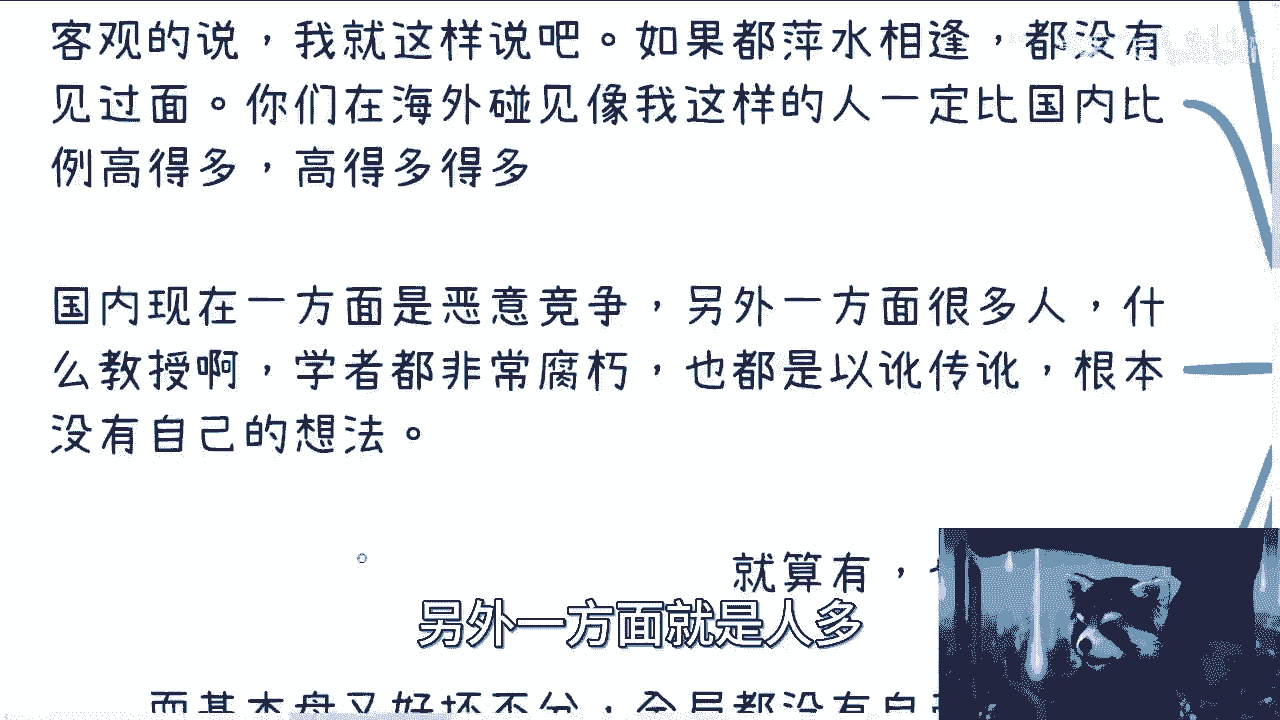 客观的说，我就这样说吧。如果都萍水相逢，都没有
见过面。你们在海外碰见像我这样的人一定比国内比
例高得多，高得多得多
国内现在一方面是恶意竞争，另外一方面很多人，什
么教授啊，学者都非常腐朽，也都是以讹传讹，根本
没有自己的想法。
就算有，
另外一方面就是人多
而基本盘又好坏不分，全局都没有自